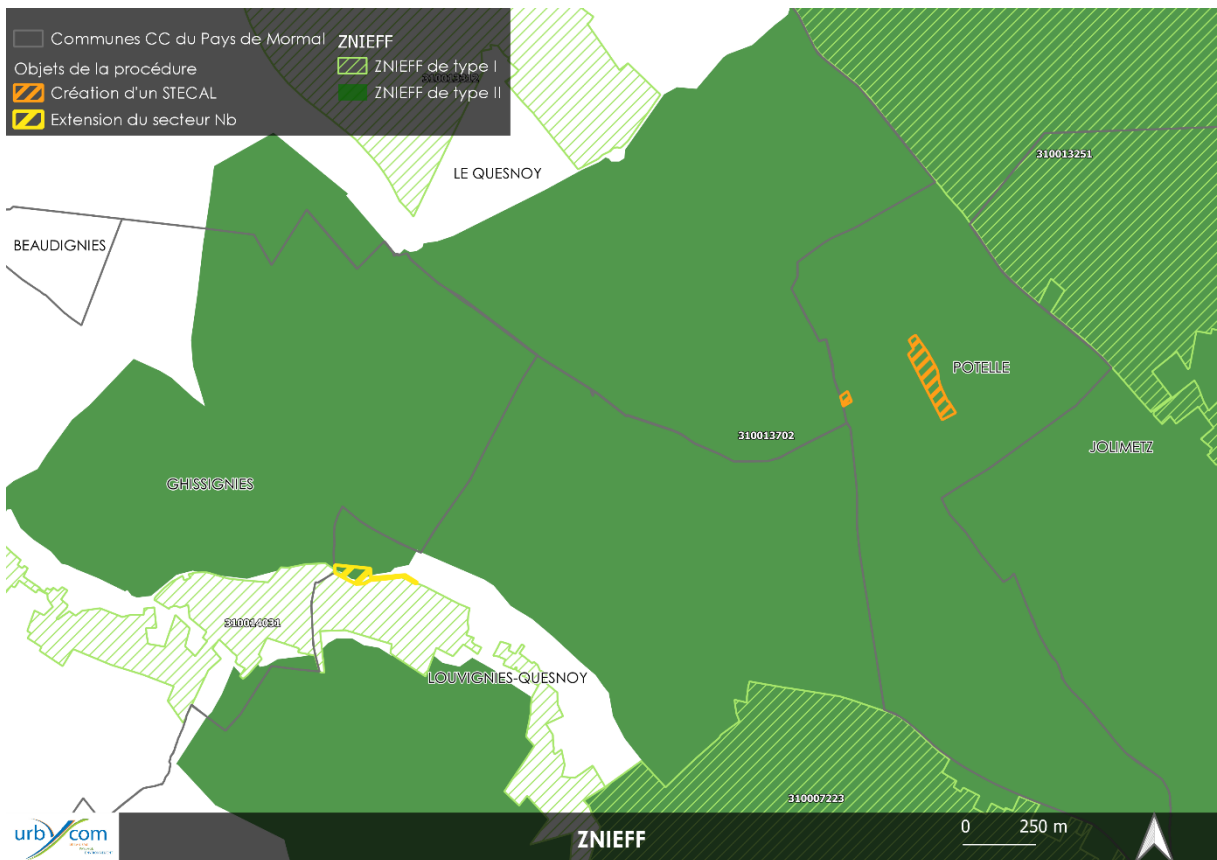 Communes CC du Pays de Mormal
Objets de la procédure
Création d'un STECAL
Extension du secteur Nb
ZNIEFF
ZNIEFF de type I
ZNIEFF de type II
LE QUESNOY
310013251
BEAUDIGNIES
POTELLE
310013702
JOLIMETZ
GHISSIGNIES
310014031
LOUVIGNIES-QUESNOY
310007223
urbycom
ZNIEFF
0 250 m